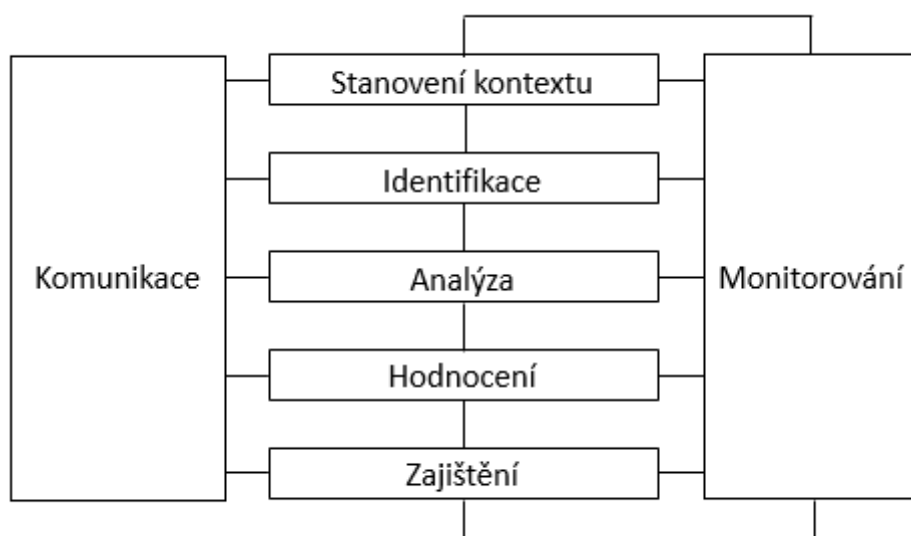 Stanovení kontextu
Identifikace
Komunikace
Analýza
Monitorování
Hodnocení
Zajištění